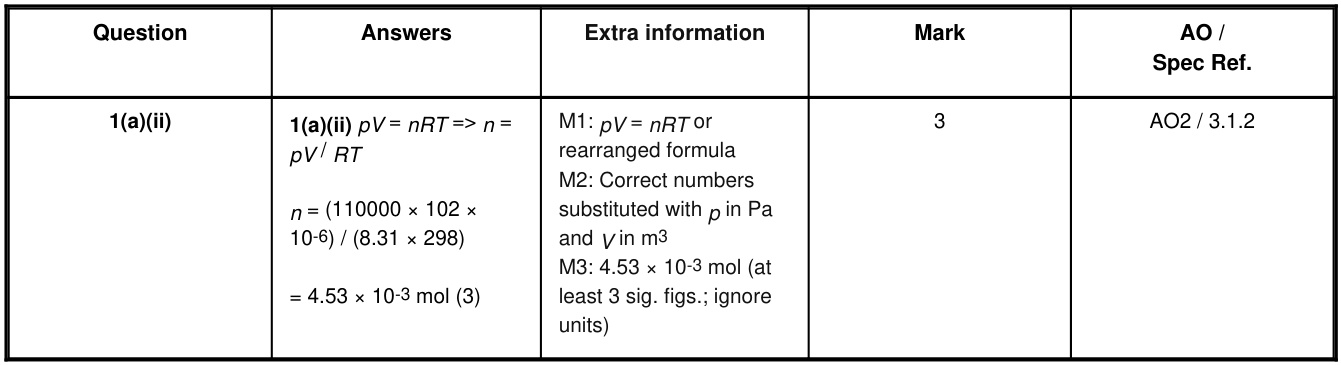 Question Answers Extra information Mark AO /
Spec Ref.
1(a)(ii)
1(a)(ii) pV = nRT => n =
pV / RT
n = (110000 × 102 ×
10-6) / (8.31 × 298)
= 4.53 × 10-3 mol (3)
M1: pV = nRT or
rearranged formula
M2: Correct numbers
substituted with p in Pa
and V in m3
M3: 4.53 × 10-3 mol (at
least 3 sig. figs.; ignore
units)
3
AO2 / 3.1.2